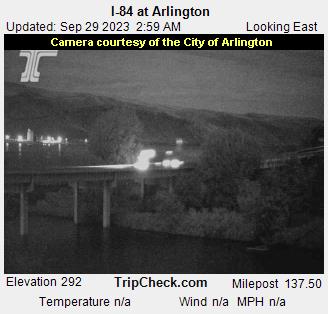 I-84 at Arlington
Updated: Sep 29 2023 2:59 AM Looking East
Camera courtesy of the City of Arlington
Elevation 292 TripCheck.com Milepost 137.50
Temperature n/a Wind n/a MPH n/a